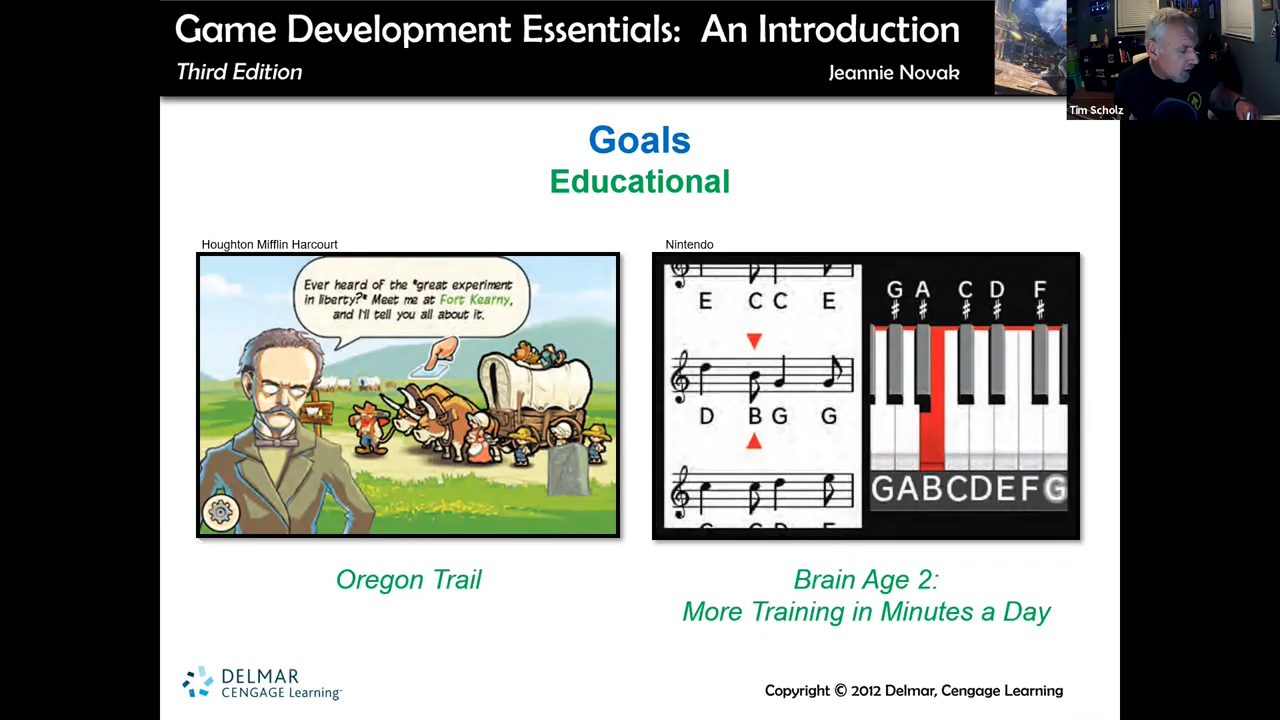 Game Development Essentials: An Introduction
Third Edition
Jeannie Novak
Tim Scholz
Goals
Educational
Houghton Mifflin Harcourt
Nintendo
Ever heard of the "great experiment
in liberty?" Meet me at Fort Kearny,
and I'll tell you all about it.
E C C E
D B G G
G A C D F
# # # # #
G A B C D E F G
Oregon Trail
Brain Age 2:
More Training in Minutes a Day
DELMAR
CENGAGE Learning™
Copyright © 2012 Delmar, Cengage Learning